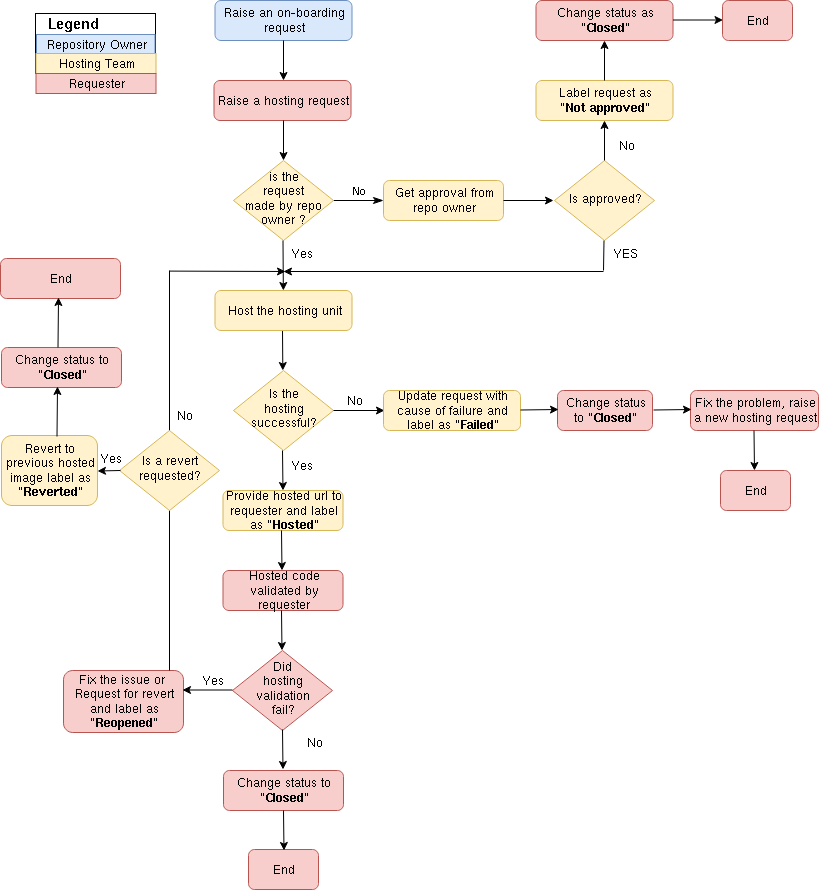 Legend
Repository Owner
Hosting Team
Requester
Raise an on-boarding
request
Change status as
"Closed"
End
Raise a hosting request
Label request as
"Not approved"
No
is the
request
made by repo
owner ?
No
Get approval from
repo owner
Is approved?
Yes
YES
End
Host the hosting unit
Change status to
"Closed"
Is the
hosting
successful?
No
Update request with
cause of failure and
label as "Failed"
Change status
to "Closed"
Fix the problem, raise
a new hosting request
No
Revert to
previous hosted
image label as
"Reverted"
Yes
Is a revert
requested?
Yes
End
Provide hosted url to
requester and label
as "Hosted"
Hosted code
validated by
requester
Fix the issue or
Request for revert
and label as
"Reopened"
Yes
Did
hosting
validation
fail?
No
Change status to
"Closed"
End